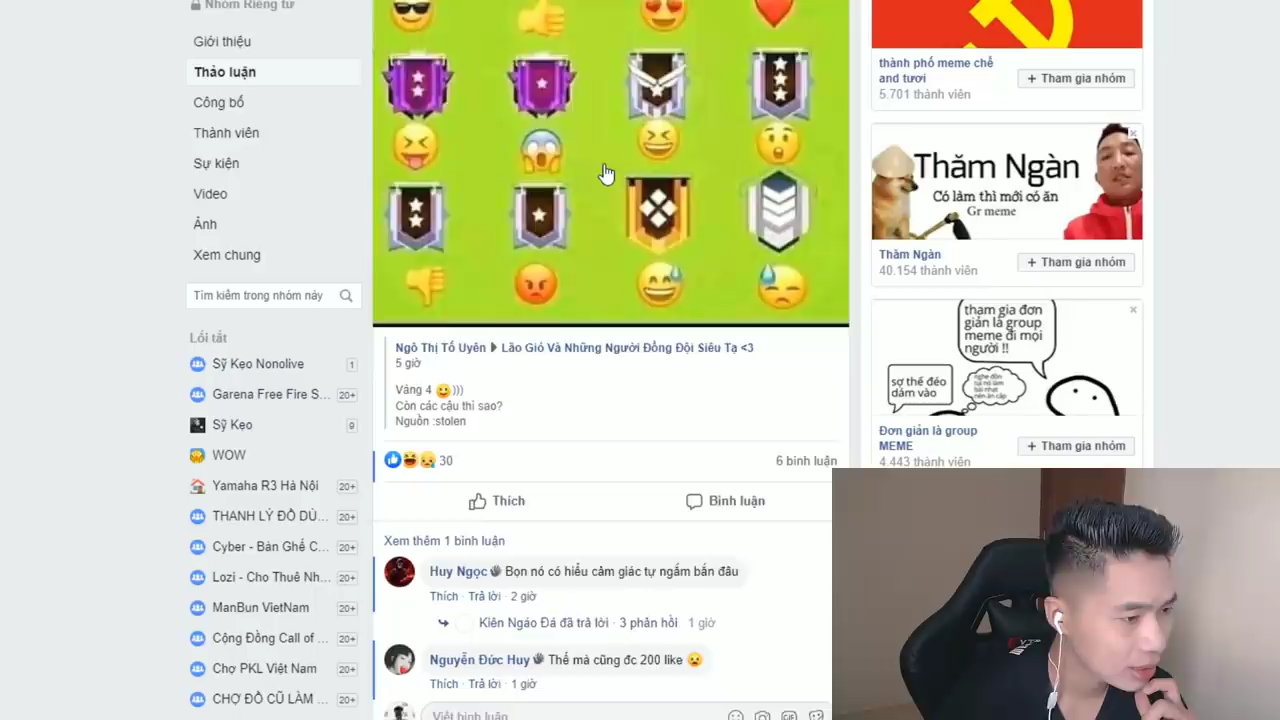 Nhóm Riêng tư
Giới thiệu
Thảo luận
Công bố
Thành viên
Sự kiện
Video
Ảnh
Xem chung
Tìm kiếm trong nhóm này
Lối tắt
Sỹ Kẹo Nonolive 1
Garena Free Fire S... 20+
Sỹ Kẹo 9
WOW
Yamaha R3 Hà Nội 20+
THANH LÝ ĐỒ DÙ... 20+
Cyber - Bàn Ghế C... 20+
Lozi - Cho Thuê Nh... 20+
ManBun VietNam 20+
Cộng Đồng Call of ... 20+
Chợ PKL Việt Nam 20+
CHỢ ĐỒ CŨ LÀM ... 20+
Ngô Thị Tố Uyên Lão Gió Và Những Người Đồng Đội Siêu Tạ <3
5 giờ
Vàng 4 😀)))
Còn các cậu thì sao?
Nguồn :stolen
30
6 bình luận
Thích
Bình luận
Xem thêm 1 bình luận
Huy Ngọc Bọn nó có hiểu cảm giác tự ngắm bắn đâu
Thích · Trả lời · 2 giờ
Kiên Ngáo Đá đã trả lời · 3 phản hồi 1 giờ
Nguyễn Đức Huy Thế mà cũng đc 200 like 😦
Thích · Trả lời · 1 giờ
Viết bình luận
thành phố meme chế
and tươi
5.701 thành viên
+ Tham gia nhóm
Thăm Ngàn
Có làm thì mới có ăn
Gr meme
Thăm Ngàn
40.154 thành viên
+ Tham gia nhóm
tham gia đơn
giản là group
meme đi mọi
người !!
sợ thế đéo
dám vào
Đơn giản là group
MEME
4.443 thành viên
+ Tham gia nhóm